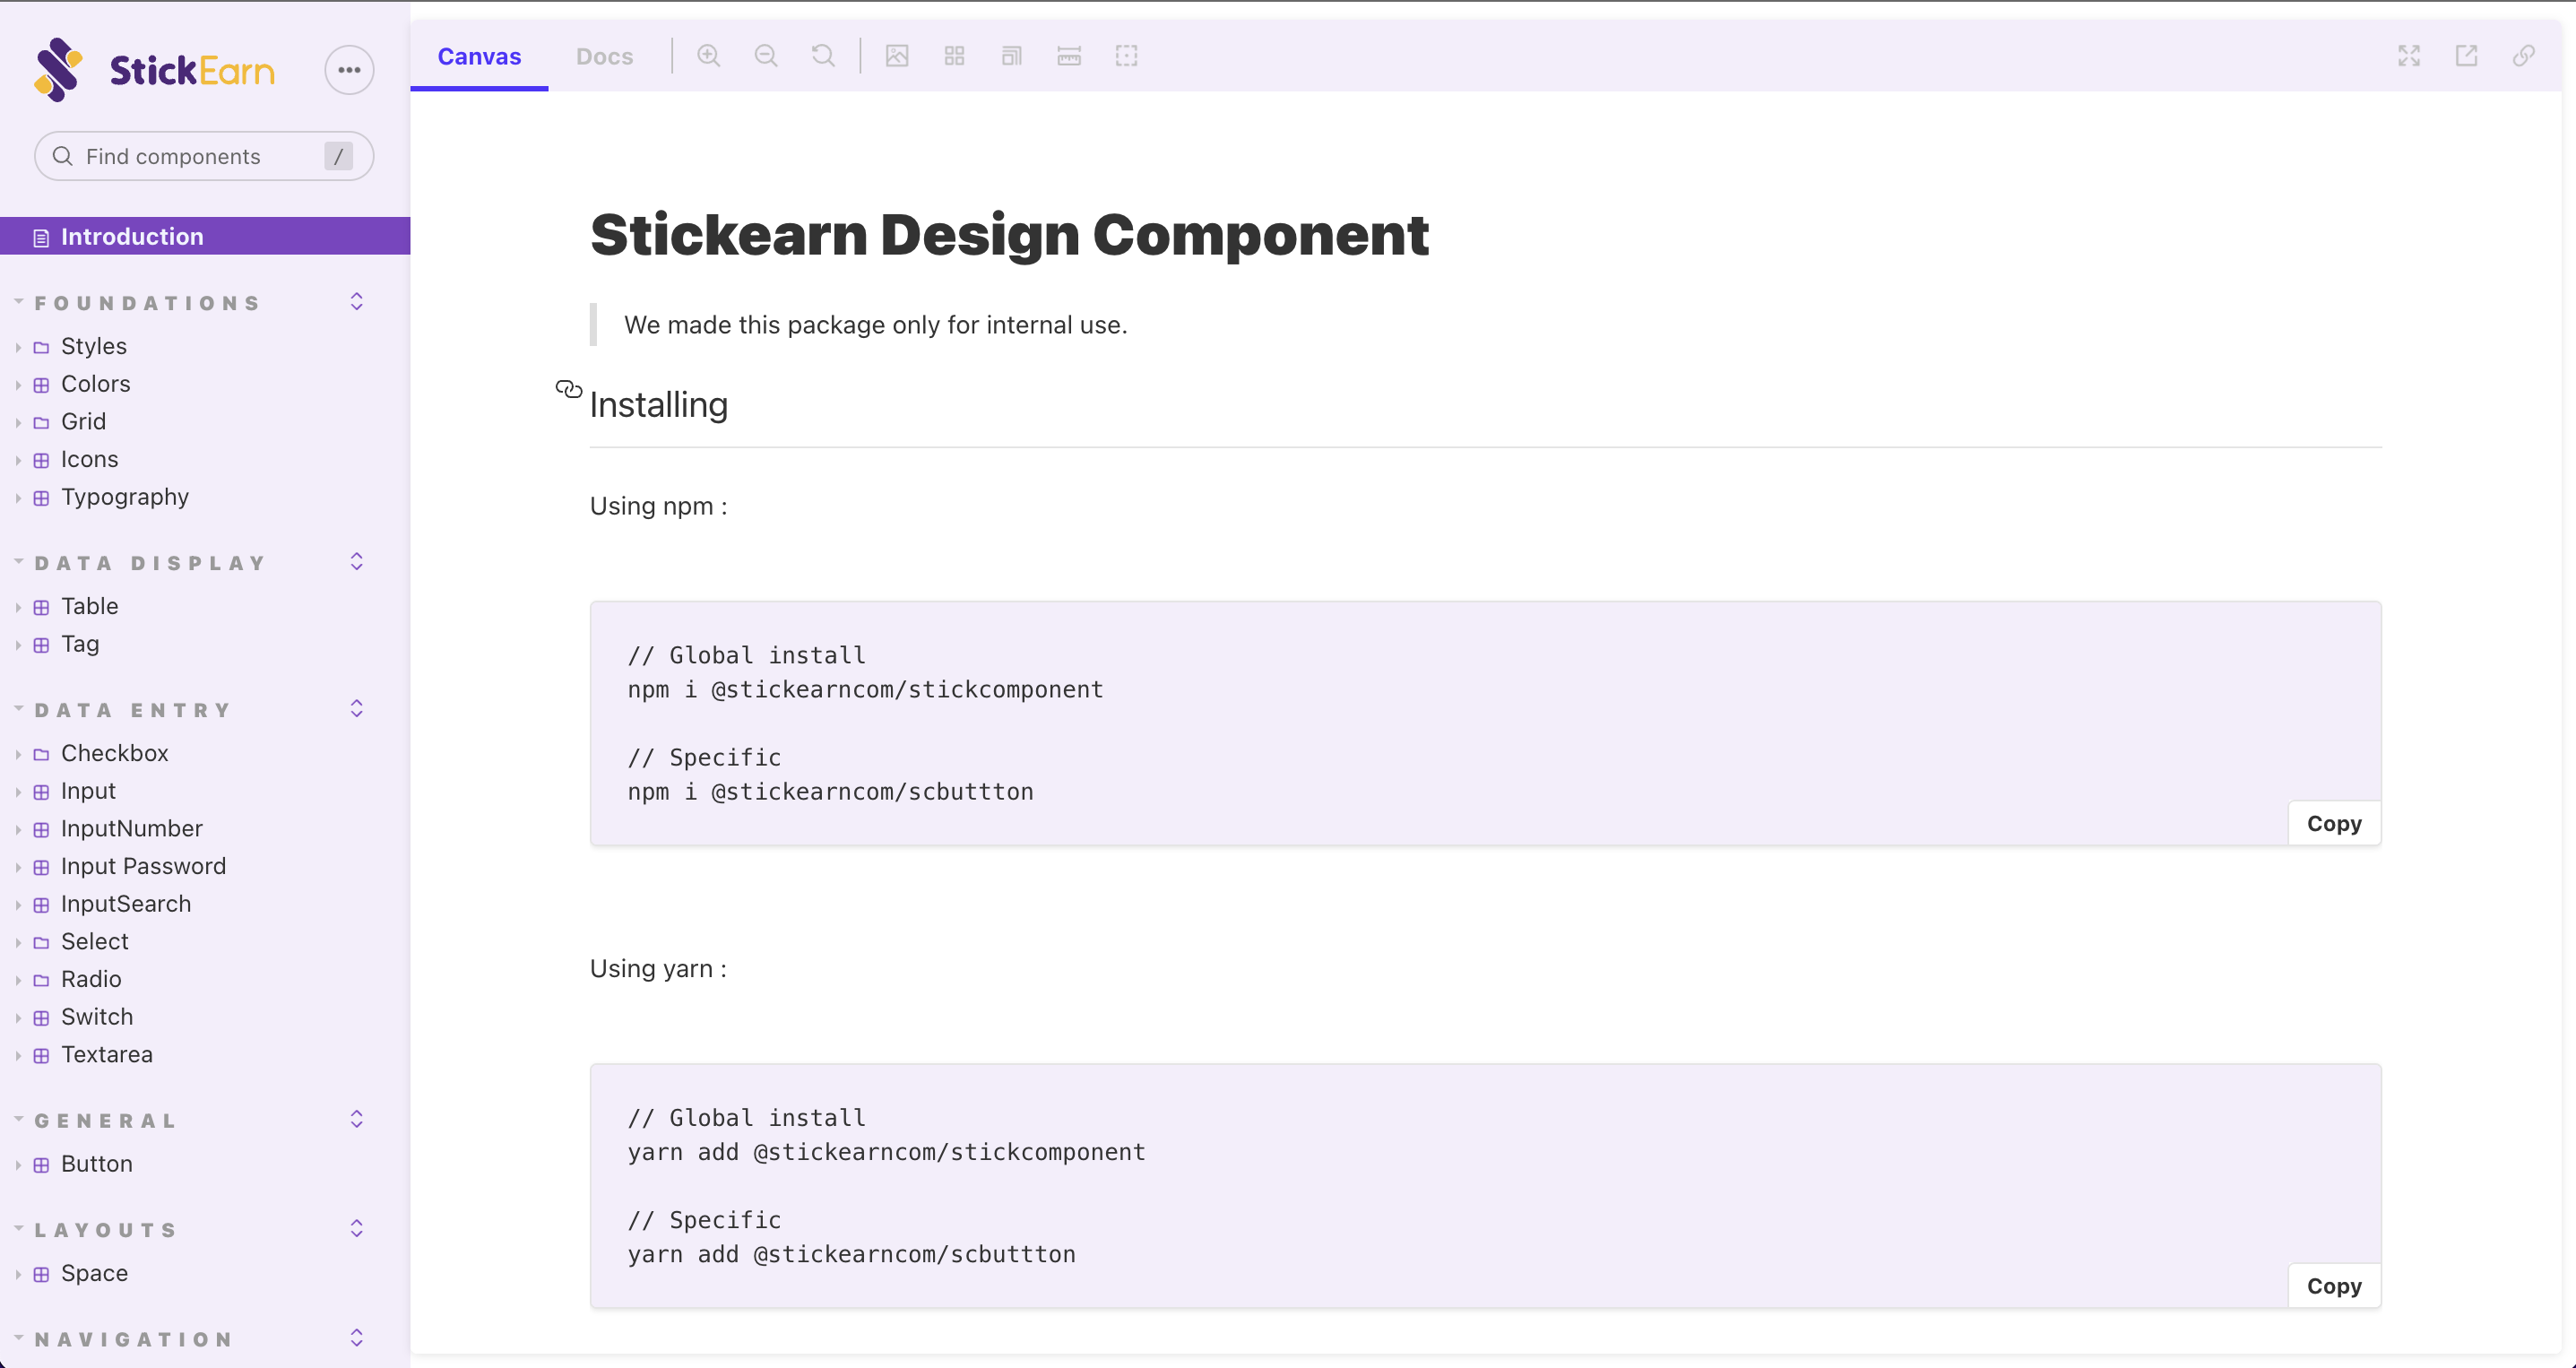 StickEarn
Find components
/
Introduction
FOUNDATIONS
Styles
Colors
Grid
Icons
Typography
DATA DISPLAY
Table
Tag
DATA ENTRY
Checkbox
Input
InputNumber
Input Password
InputSearch
Select
Radio
Switch
Textarea
GENERAL
Button
LAYOUTS
Space
NAVIGATION
Canvas
Docs
Stickearn Design Component
We made this package only for internal use.
Installing
Using npm :
// Global install
npm i @stickearncom/stickcomponent
// Specific
npm i @stickearncom/scbuttton
Copy
Using yarn :
// Global install
yarn add @stickearncom/stickcomponent
// Specific
yarn add @stickearncom/scbuttton
Copy